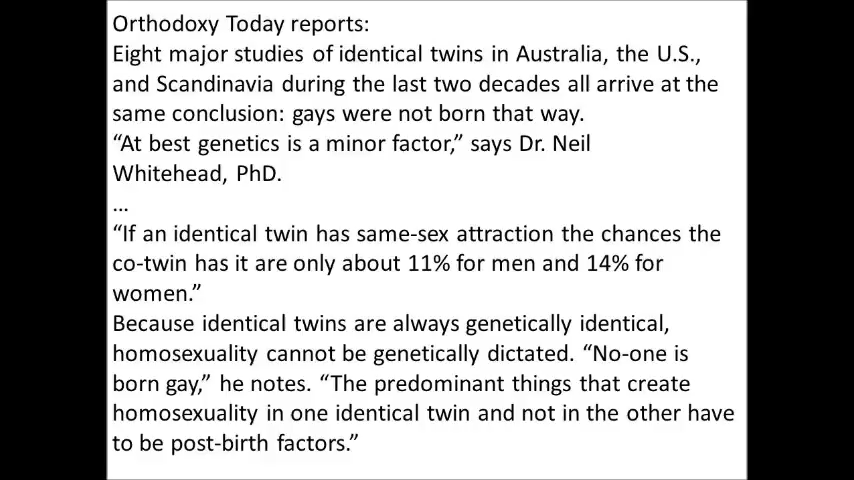 Orthodoxy Today reports:
Eight major studies of identical twins in Australia, the U.S.,
and Scandinavia during the last two decades all arrive at the
same conclusion: gays were not born that way.
“At best genetics is a minor factor,” says Dr. Neil
Whitehead, PhD.
…
“If an identical twin has same-sex attraction the chances the
co-twin has it are only about 11% for men and 14% for
women.”
Because identical twins are always genetically identical,
homosexuality cannot be genetically dictated. “No-one is
born gay,” he notes. “The predominant things that create
homosexuality in one identical twin and not in the other have
to be post-birth factors.”